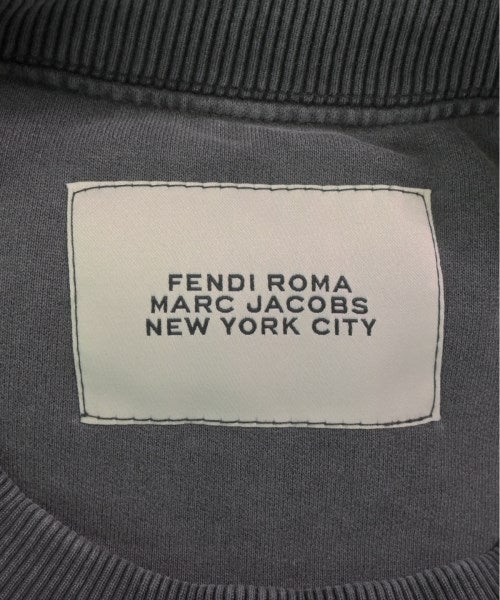 FENDI ROMA
MARC JACOBS
NEW YORK CITY